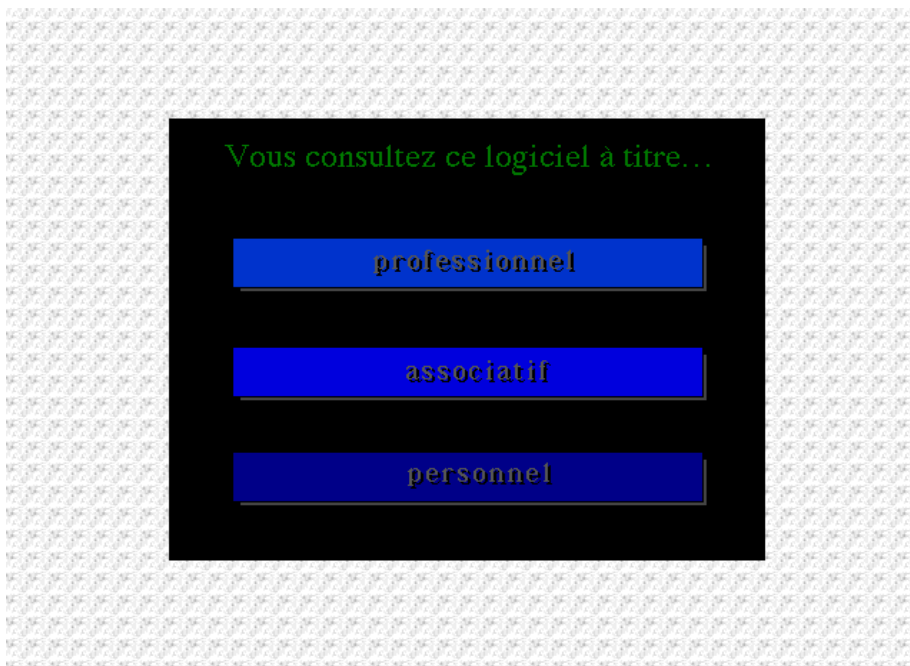 Vous consultez ce logiciel à titre...
professionnel
associatif
personnel